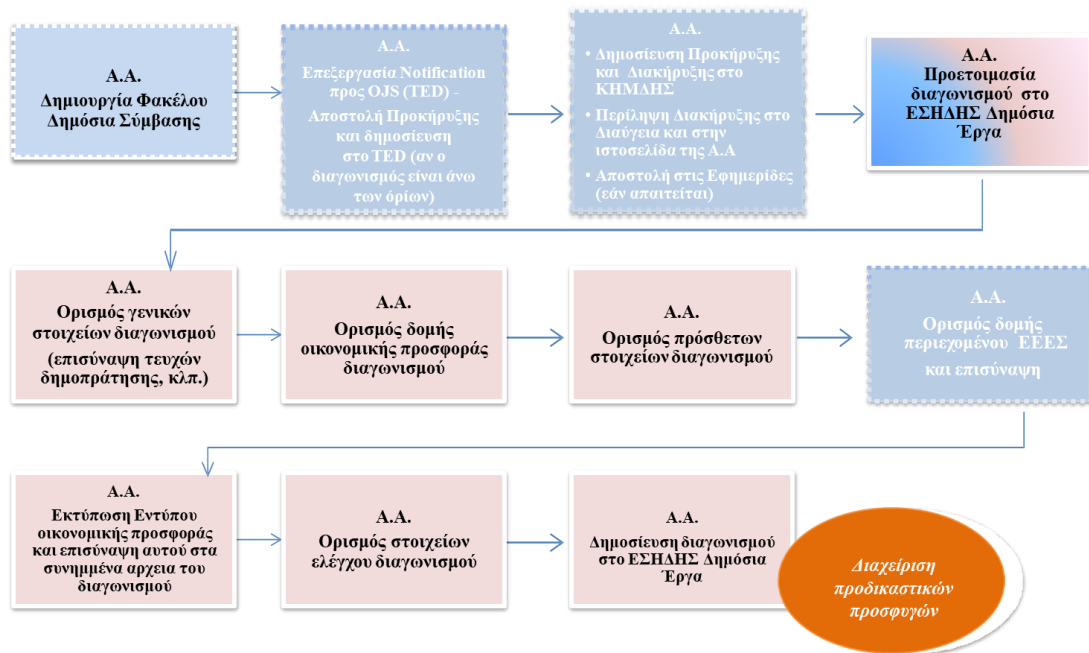 Α.Α.
Δημιουργία Φακέλου
Δημόσια Σύμβασης
Α.Α.
Επεξεργασία Notification
προς OJS (TED) -
Αποστολή Προκήρυξης
και δημοσίευση
στο TED (αν ο
διαγωνισμός είναι άνω
των όρίων)
Α.Α.
• Δημοσίευση Προκήρυξης
και Διακήρυξης στο
ΚΗΜΔΗΣ
• Περίληψη Διακήρυξης στο
Διαύγεια και στην
ιστοσελίδα της Α.Α
• Αποστολή στις Εφημερίδες
(εάν απαιτείται)
Α.Α.
Προετοιμασία
διαγωνισμού στο
ΕΣΗΔΗΣ Δημόσια
Έργα
Α.Α.
Ορισμός γενικών
στοιχείων διαγωνισμού
(επισύναψη τευχών
δημοπράτησης, κλπ.)
Α.Α.
Ορισμός δομής
οικονομικής προσφοράς
διαγωνισμού
Α.Α.
Ορισμός πρόσθετων
στοιχείων διαγωνισμού
Α.Α.
Ορισμός δομής
περιεχομένου ΕΕΕΣ
και επισύναψη
Α.Α.
Εκτύπωση Εντύπου
οικονομικής προσφοράς
και επισύναψη αυτού στα
συνημμένα αρχεια του
διαγωνισμού
Α.Α.
Ορισμός στοιχείων
ελέγχου διαγωνισμού
Α.Α.
Δημοσίευση διαγωνισμού
στο ΕΣΗΔΗΣ Δημόσια
Έργα
Διαχείριση
προδικαστικών
προσφυγών